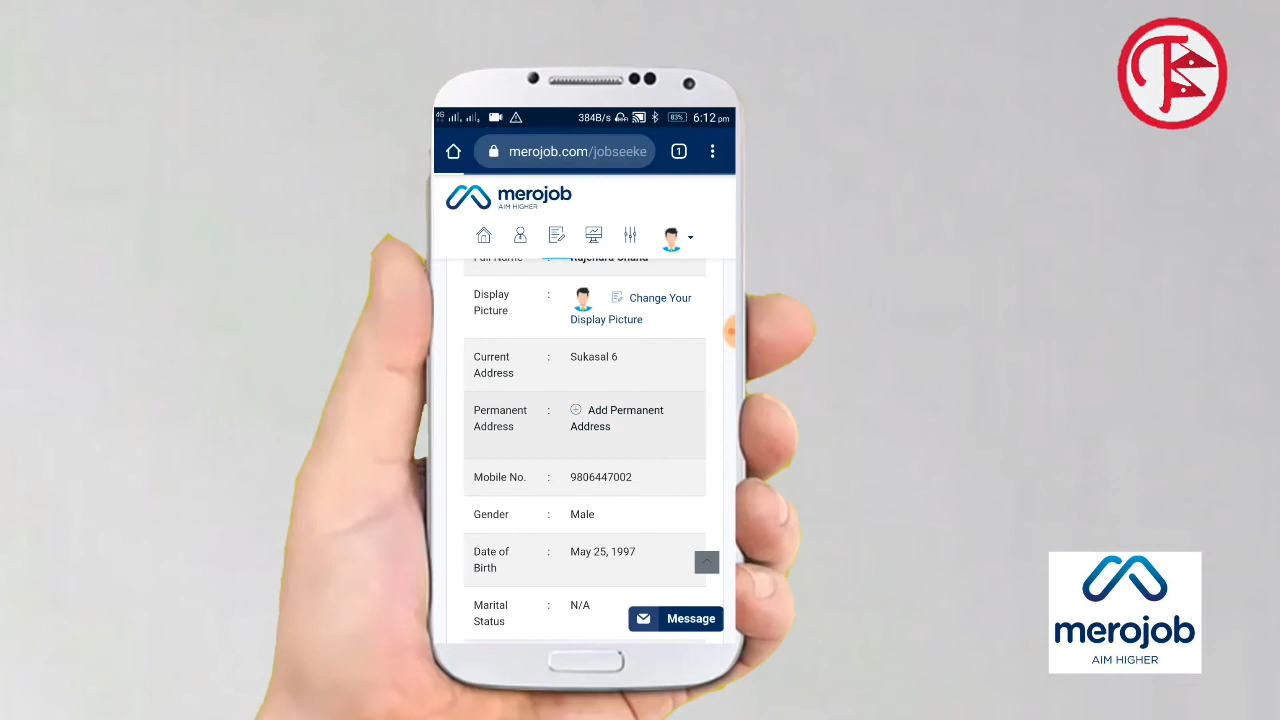 4G
384B/s
83%
6:12 pm
merojob.com/jobseeke
1
merojob
AIM HIGHER
Full Name : Rajendra Chand
Display : Change Your
Picture Display Picture
Current : Sukasal 6
Address
Permanent : Add Permanent
Address Address
Mobile No. : 9806447002
Gender : Male
Date of : May 25, 1997
Birth
Marital : N/A
Status
Message
merojob
AIM HIGHER